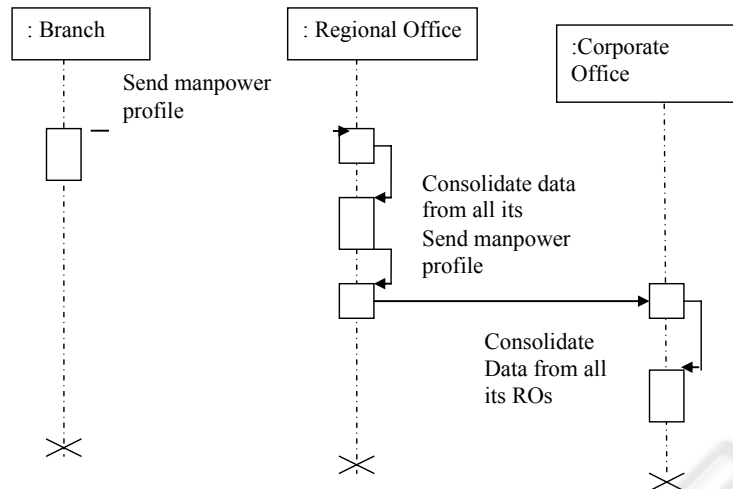 : Branch
: Regional Office
:Corporate
Office
Send manpower
profile
Consolidate data
from all its
Send manpower
profile
Consolidate
Data from all
its ROs